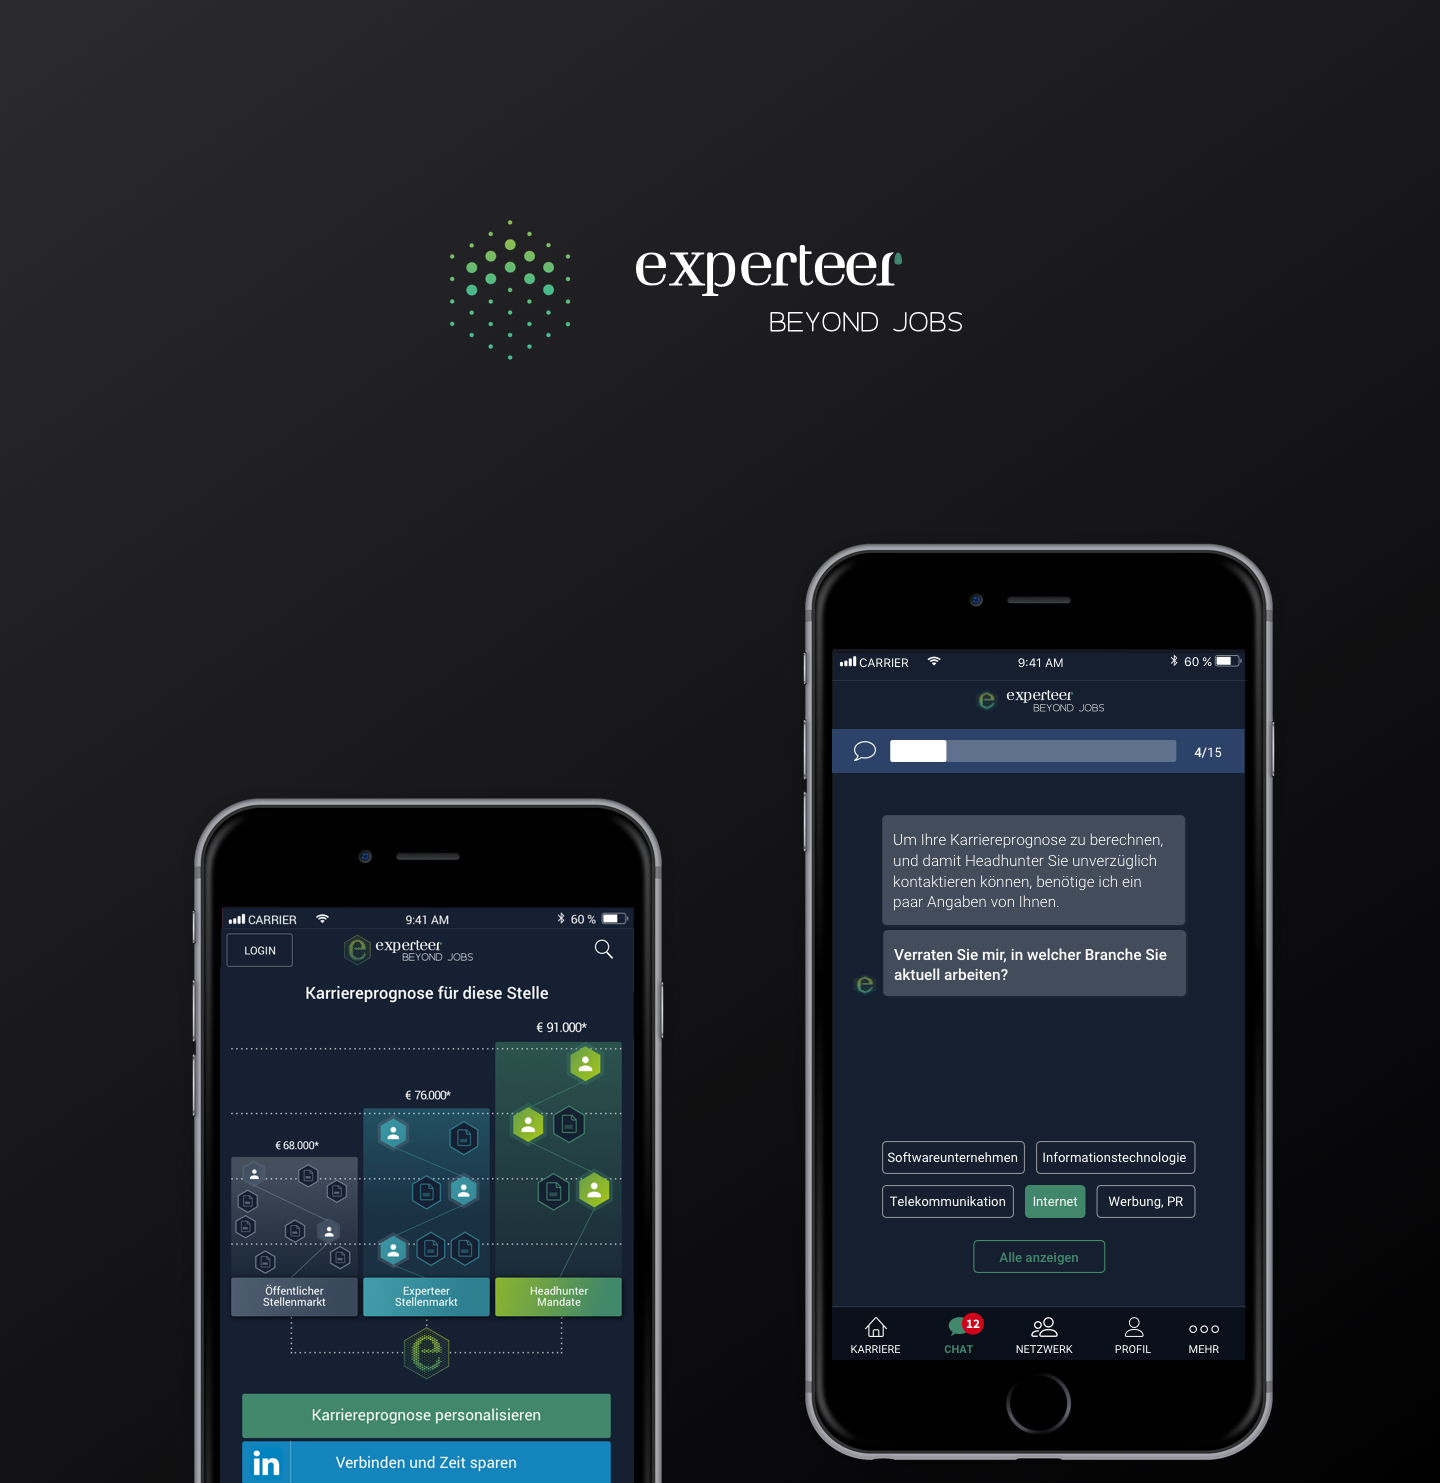 experteer
BEYOND JOBS
CARRIER
9:41 AM
60 %
LOGIN
e experteer
BEYOND JOBS
Karriereprognose für diese Stelle
€ 91.000*
€ 76.000*
€ 68.000*
Öffentlicher
Stellenmarkt
Experteer
Stellenmarkt
Headhunter
Mandate
e
Karriereprognose personalisieren
in Verbinden und Zeit sparen
CARRIER
9:41 AM
60 %
e experteer
BEYOND JOBS
4/15
Um Ihre Karriereprognose zu berechnen,
und damit Headhunter Sie unverzüglich
kontaktieren können, benötige ich ein
paar Angaben von Ihnen.
Verraten Sie mir, in welcher Branche Sie
aktuell arbeiten?
e
Softwareunternehmen
Informationstechnologie
Telekommunikation
Internet
Werbung, PR
Alle anzeigen
12
KARRIERE
CHAT
NETZWERK
PROFIL
MEHR